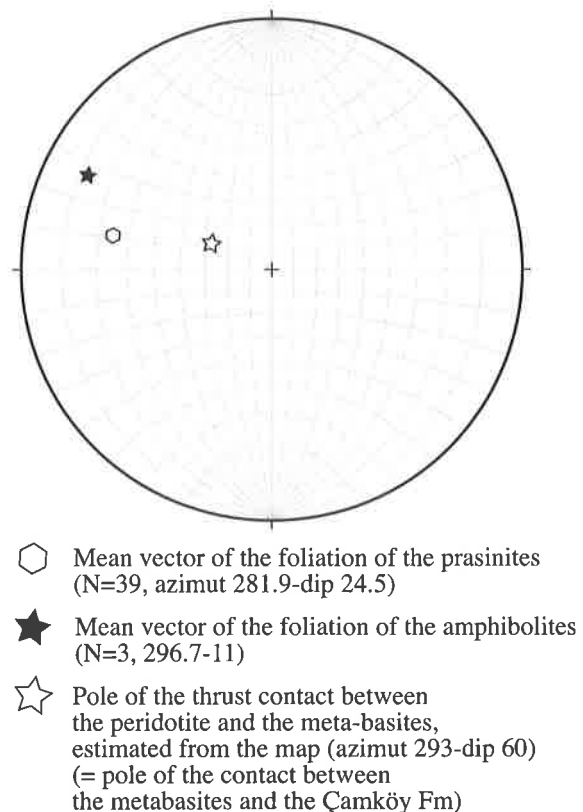 Mean vector of the foliation of the prasinites
(N=39, azimut 281.9-dip 24.5)
Mean vector of the foliation of the amphibolites
(N=3, 296.7-11)
Pole of the thrust contact between
the peridotite and the meta-basites,
estimated from the map (azimut 293-dip 60)
(= pole of the contact between
the metabasites and the Çamköy Fm)